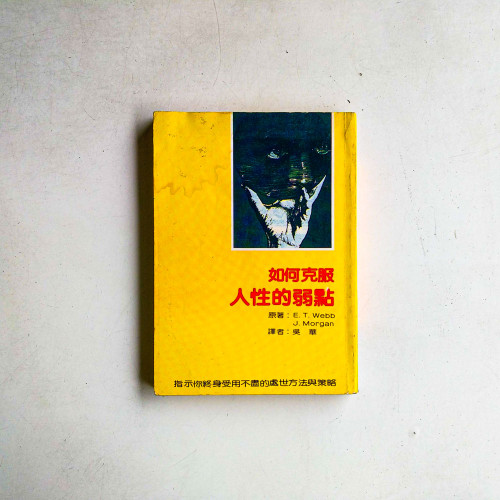 如何克服
人性的弱點
原著：E. T. Webb
J. Morgan
譯者：吳 華
指示你終身受用不盡的處世方法與策略